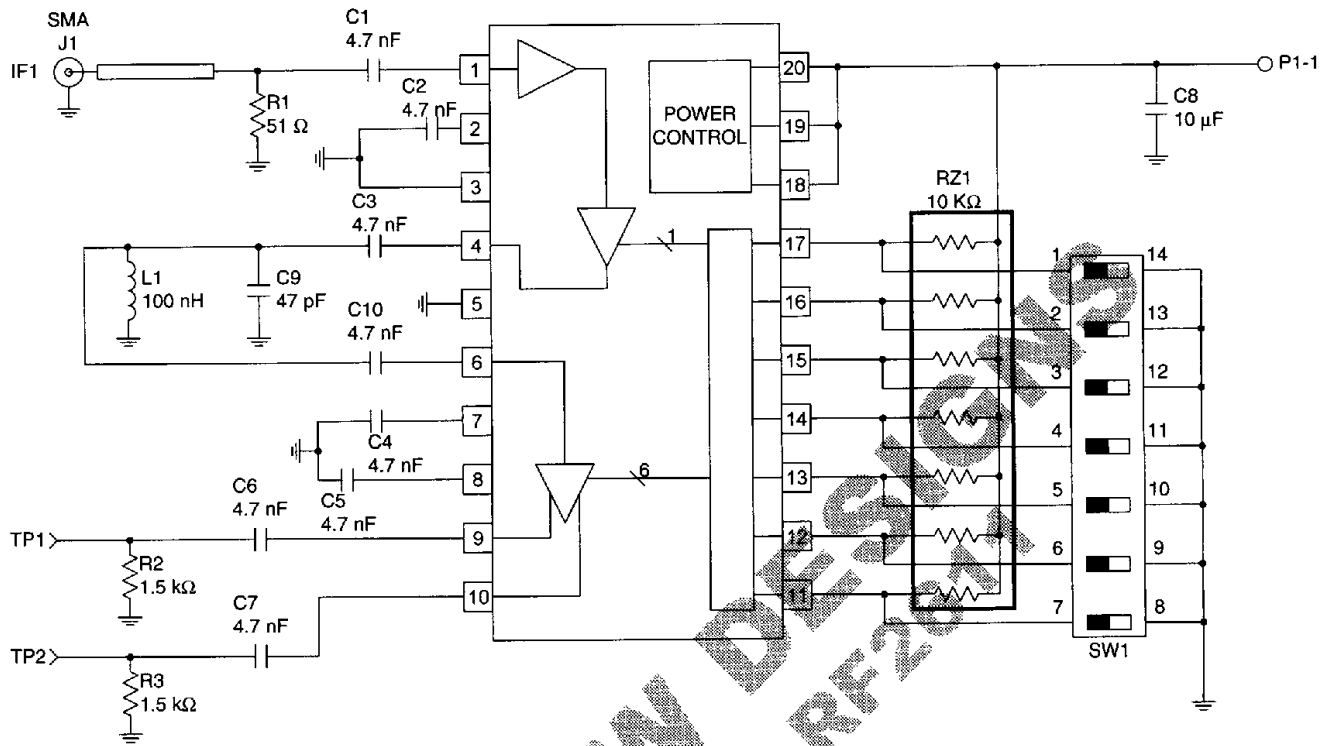 SMA
J1
IF1
C1
4.7 nF
R1
51 Ω
C2
4.7 nF
C3
4.7 nF
L1
100 nH
C9
47 pF
C10
4.7 nF
C4
4.7 nF
C5
4.7 nF
C6
4.7 nF
TP1
R2
1.5 kΩ
C7
4.7 nF
TP2
R3
1.5 kΩ
1
2
3
4
5
6
7
8
9
10
POWER
CONTROL
1
6
20
19
18
17
16
15
14
13
12
11
P1-1
C8
10 µF
RZ1
10 KΩ
1 14
2 13
3 12
4 11
5 10
6 9
7 8
SW1
W DESIGNS
RF2611